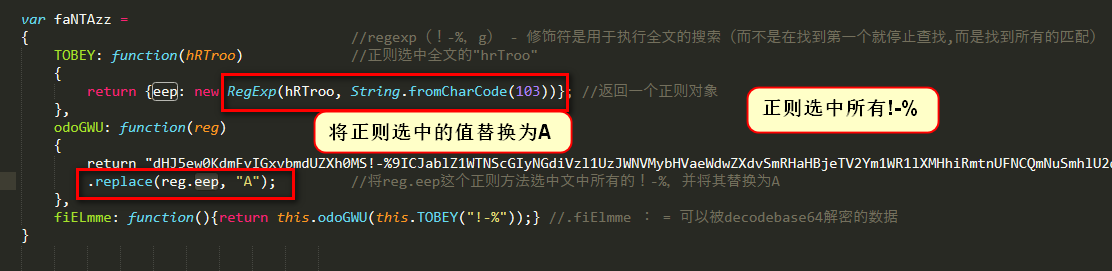 var faNTAzz =
{ //regexp（！-%，g） - 修饰符是用于执行全文的搜索（而不是在找到第一个就停止查找,而是找到所有的匹配）
TOBEY: function(hRTroo) //正则选中全文的"hrTroo"
{
return {eep: new RegExp(hRTroo, String.fromCharCode(103))}; //返回一个正则对象
},
正则选中所有!-%
odoGWU: function(reg)
将正则选中的值替换为A
{
return
.replace(reg.eep, "A"); //将reg.eep这个正则方法选中文中所有的！-%，并将其替换为A
},
fiELmme: function(){return this.odoGWU(this.TOBEY("!-%"));} //.fiElmme ： = 可以被decodebase64解密的数据
}